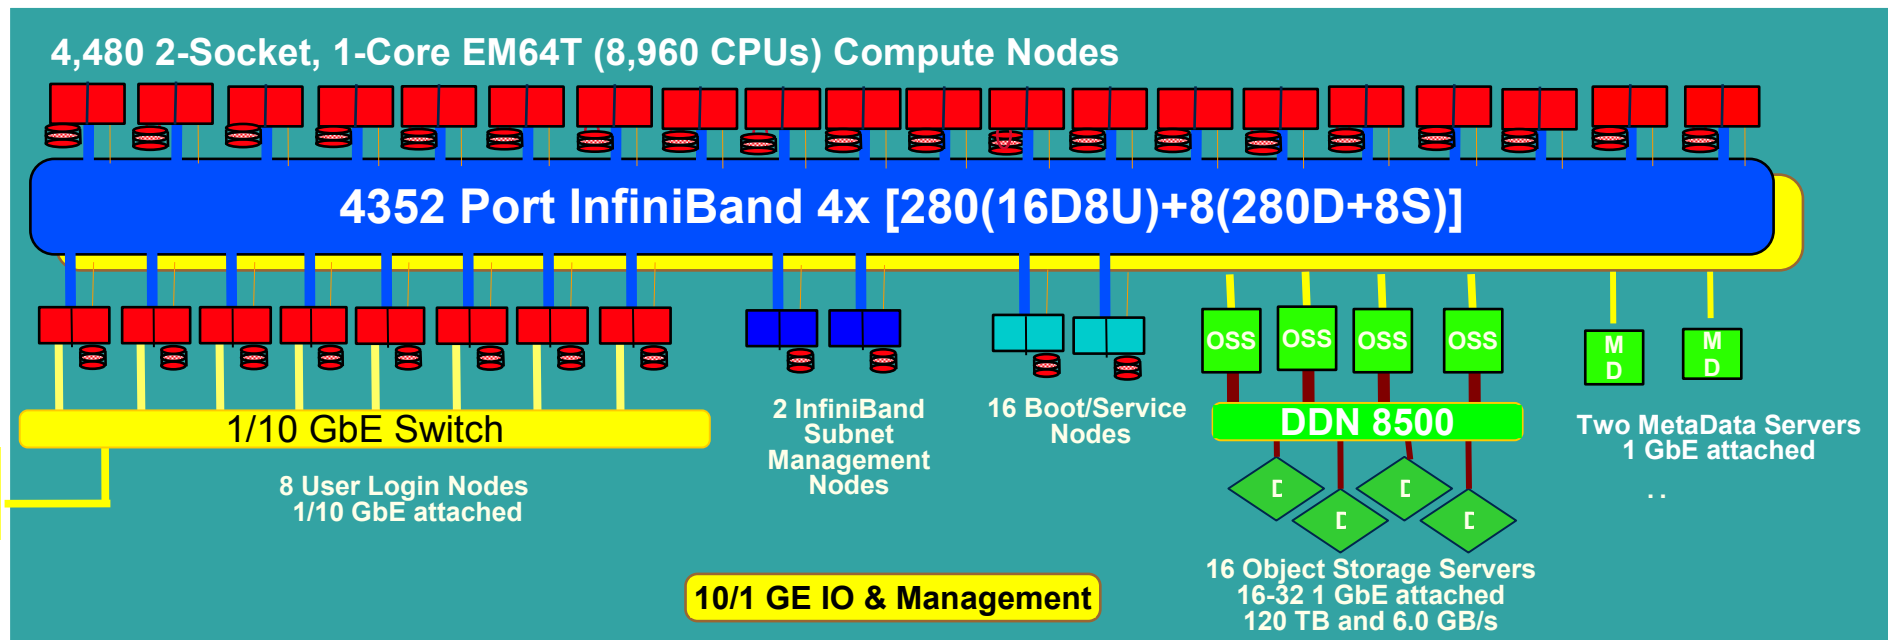 4,480 2-Socket, 1-Core EM64T (8,960 CPUs) Compute Nodes
4352 Port InfiniBand 4x [280(16D8U)+8(280D+8S)]
OSS
OSS
OSS
OSS
M
D
M
D
1/10 GbE Switch
8 User Login Nodes
1/10 GbE attached
2 InfiniBand
Subnet
Management
Nodes
16 Boot/Service
Nodes
DDN 8500
Two MetaData Servers
1 GbE attached
. .
16 Object Storage Servers
16-32 1 GbE attached
120 TB and 6.0 GB/s
10/1 GE IO & Management